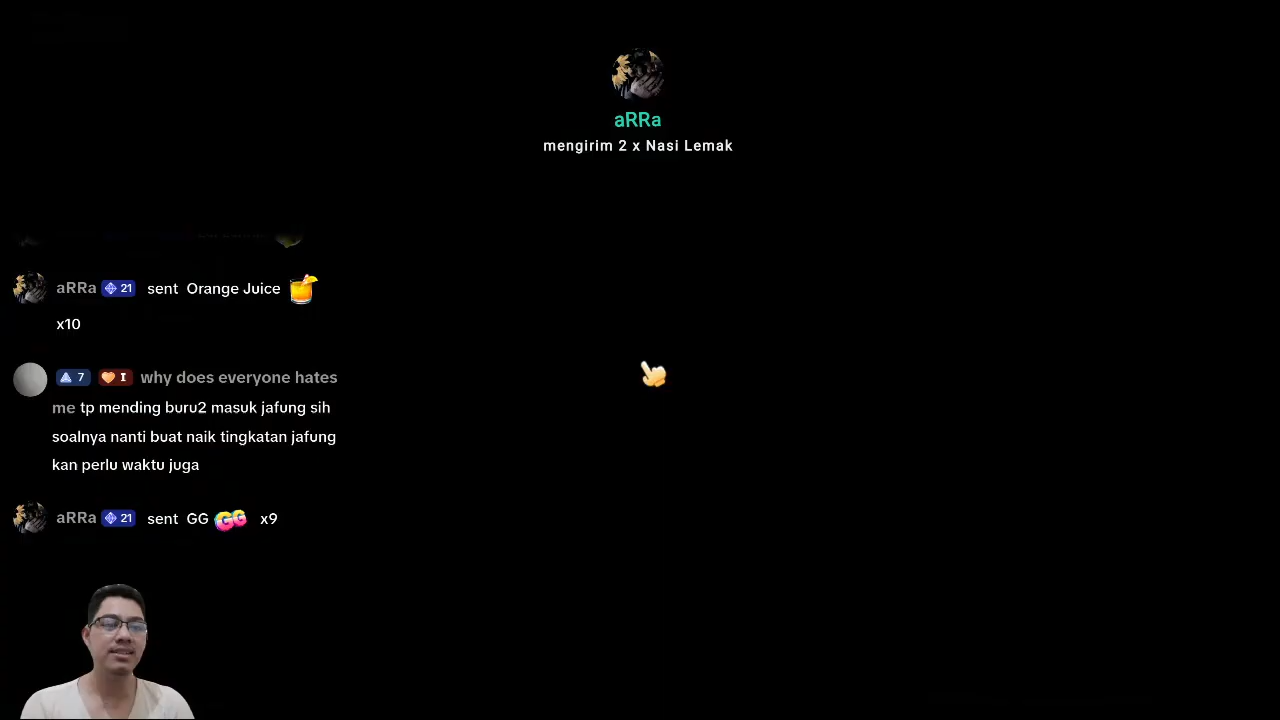 aRRa
mengirim 2 x Nasi Lemak
aRRa 21 sent Orange Juice
x10
7 I why does everyone hates
me tp mending buru2 masuk jafung sih
soalnya nanti buat naik tingkatan jafung
kan perlu waktu juga
aRRa 21 sent GG GG x9